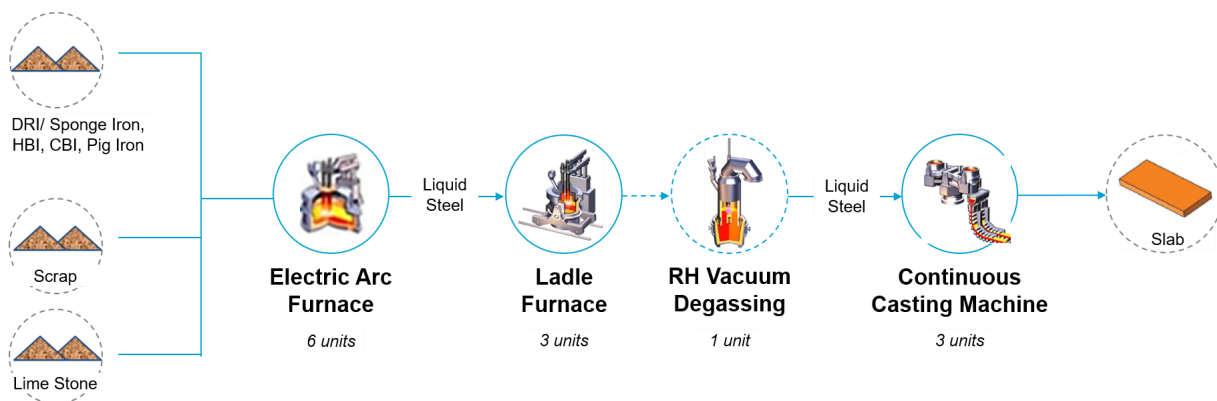 DRI/ Sponge Iron,
HBI, CBI, Pig Iron
Scrap
Lime Stone
Electric Arc
Furnace
6 units
Liquid
Steel
Ladle
Furnace
3 units
RH Vacuum
Degassing
1 unit
Liquid
Steel
Continuous
Casting Machine
3 units
Slab